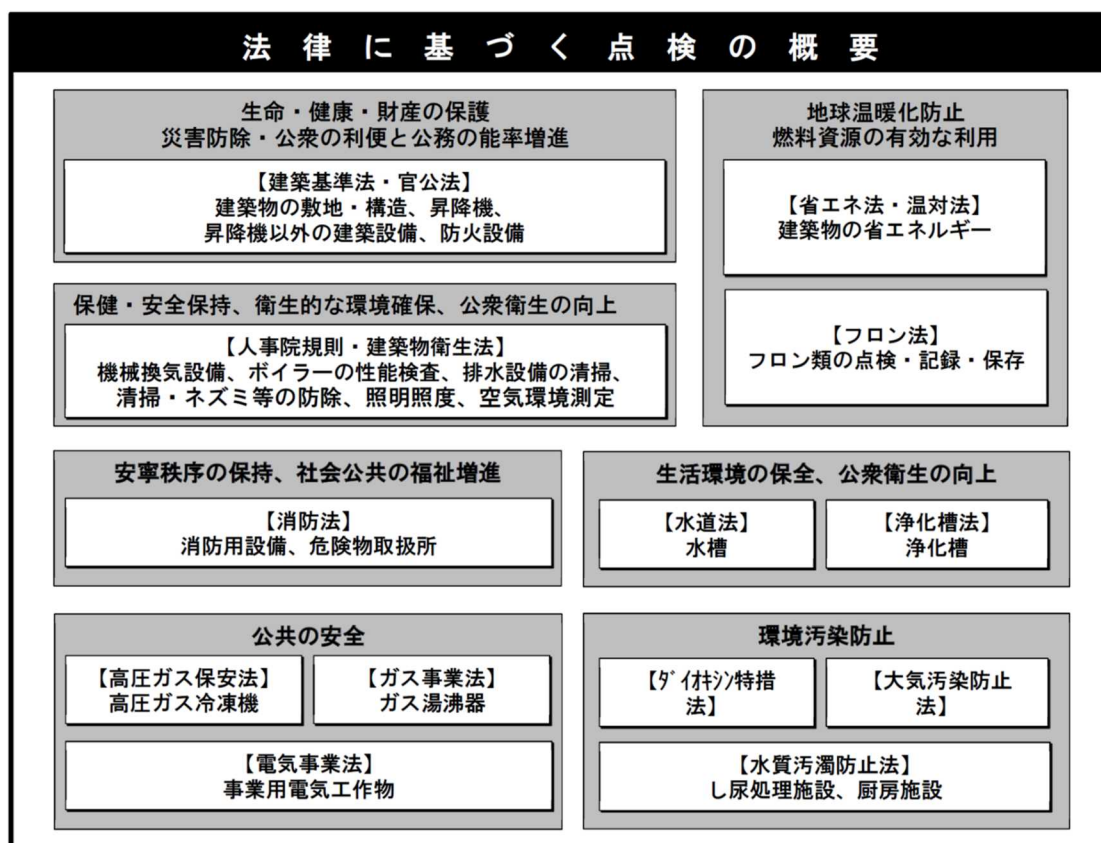 法律に基づく点検の概要
生命・健康・財産の保護
災害防除・公衆の利便と公務の能率増進
【建築基準法・官公法】
建築物の敷地・構造、昇降機、
昇降機以外の建築設備、防火設備
地球温暖化防止
燃料資源の有効な利用
【省エネ法・温対法】
建築物の省エネルギー
【フロン法】
フロン類の点検・記録・保存
保健・安全保持、衛生的な環境確保、公衆衛生の向上
【人事院規則・建築物衛生法】
機械換気設備、ボイラーの性能検査、排水設備の清掃、
清掃・ネズミ等の防除、照明照度、空気環境測定
安寧秩序の保持、社会公共の福祉増進
【消防法】
消防用設備、危険物取扱所
生活環境の保全、公衆衛生の向上
【水道法】
水槽
【浄化槽法】
浄化槽
公共の安全
【高圧ガス保安法】
高圧ガス冷凍機
【ガス事業法】
ガス湯沸器
【電気事業法】
事業用電気工作物
環境汚染防止
【ﾀﾞｲｵｷｼﾝ特措
法】
【大気汚染防止
法】
【水質汚濁防止法】
し尿処理施設、厨房施設